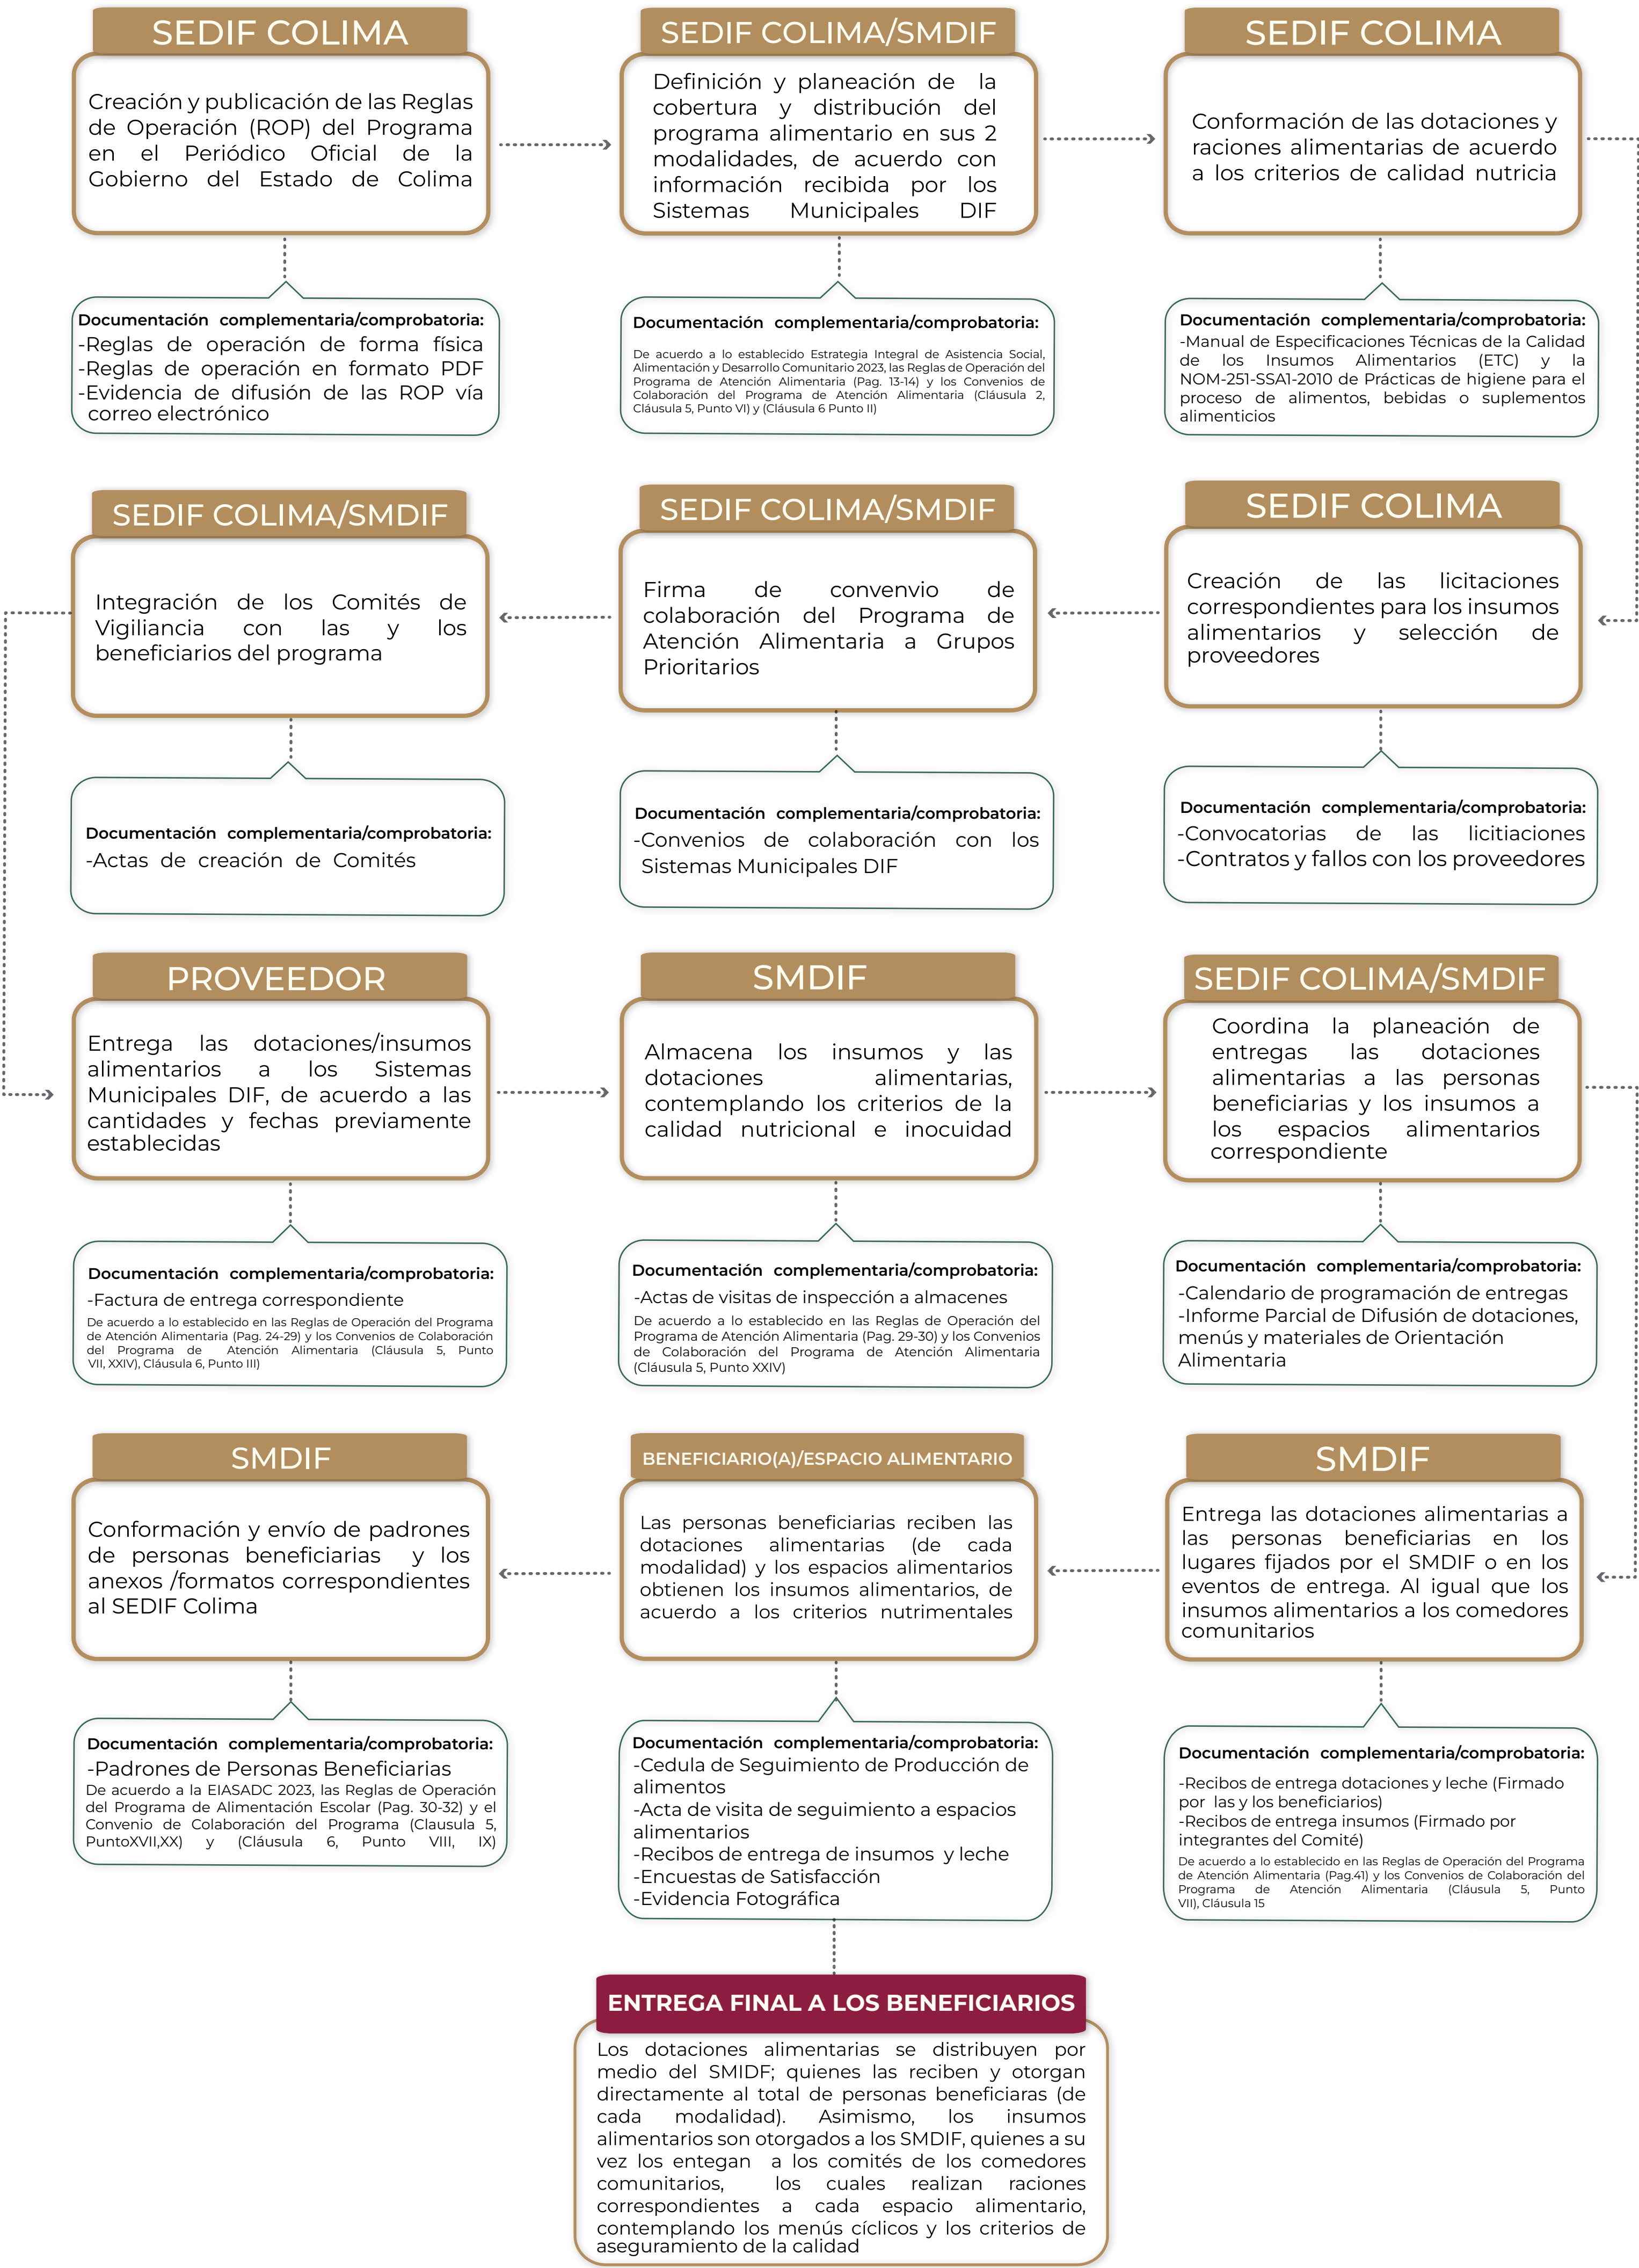 SEDIF COLIMA
Creación y publicación de las Reglas
de Operación (ROP) del Programa
en el Periódico Oficial de la
Gobierno del Estado de Colima
Documentación complementaria/comprobatoria:
-Reglas de operación de forma física
-Reglas de operación en formato PDF
-Evidencia de difusión de las ROP vía
correo electrónico
SEDIF COLIMA/SMDIF
Definición y planeación de la
cobertura y distribución del
programa alimentario en sus 2
modalidades, de acuerdo con
información recibida por los
Sistemas Municipales DIF
Documentación complementaria/comprobatoria:
De acuerdo a lo establecido Estrategia Integral de Asistencia Social,
Alimentación y Desarrollo Comunitario 2023, las Reglas de Operación del
Programa de Atención Alimentaria (Pag. 13-14) y los Convenios de
Colaboración del Programa de Atención Alimentaria (Cláusula 2,
Cláusula 5, Punto VI) y (Cláusula 6 Punto II)
SEDIF COLIMA
Conformación de las dotaciones y
raciones alimentarias de acuerdo
a los criterios de calidad nutricia
Documentación complementaria/comprobatoria:
-Manual de Especificaciones Técnicas de la Calidad
de los Insumos Alimentarios (ETC) y la
NOM-251-SSA1-2010 de Prácticas de higiene para el
proceso de alimentos, bebidas o suplementos
alimenticios
SEDIF COLIMA
Creación de las licitaciones
correspondientes para los insumos
alimentarios y selección de
proveedores
Documentación complementaria/comprobatoria:
-Convocatorias de las licitiaciones
-Contratos y fallos con los proveedores
SEDIF COLIMA/SMDIF
Firma de convenvio de
colaboración del Programa de
Atención Alimentaria a Grupos
Prioritarios
Documentación complementaria/comprobatoria:
-Convenios de colaboración con los
Sistemas Municipales DIF
SEDIF COLIMA/SMDIF
Integración de los Comités de
Vigiliancia con las y los
beneficiarios del programa
Documentación complementaria/comprobatoria:
-Actas de creación de Comités
PROVEEDOR
Entrega las dotaciones/insumos
alimentarios a los Sistemas
Municipales DIF, de acuerdo a las
cantidades y fechas previamente
establecidas
Documentación complementaria/comprobatoria:
-Factura de entrega correspondiente
De acuerdo a lo establecido en las Reglas de Operación del Programa
de Atención Alimentaria (Pag. 24-29) y los Convenios de Colaboración
del Programa de Atención Alimentaria (Cláusula 5, Punto
VII, XXIV), Cláusula 6, Punto III)
SMDIF
Almacena los insumos y las
dotaciones alimentarias,
contemplando los criterios de la
calidad nutricional e inocuidad
Documentación complementaria/comprobatoria:
-Actas de visitas de inspección a almacenes
De acuerdo a lo establecido en las Reglas de Operación del
Programa de Atención Alimentaria (Pag. 29-30) y los Convenios
de Colaboración del Programa de Atención Alimentaria
(Cláusula 5, Punto XXIV)
SEDIF COLIMA/SMDIF
Coordina la planeación de
entregas las dotaciones
alimentarias a las personas
beneficiarias y los insumos a
los espacios alimentarios
correspondiente
Documentación complementaria/comprobatoria:
-Calendario de programación de entregas
-Informe Parcial de Difusión de dotaciones,
menús y materiales de Orientación
Alimentaria
SMDIF
Entrega las dotaciones alimentarias a
las personas beneficiarias en los
lugares fijados por el SMDIF o en los
eventos de entrega. Al igual que los
insumos alimentarios a los comedores
comunitarios
Documentación complementaria/comprobatoria:
-Recibos de entrega dotaciones y leche (Firmado
por las y los beneficiarios)
-Recibos de entrega insumos (Firmado por
integrantes del Comité)
De acuerdo a lo establecido en las Reglas de Operación del Programa
de Atención Alimentaria (Pag.41) y los Convenios de Colaboración del
Programa de Atención Alimentaria (Cláusula 5, Punto
VII), Cláusula 15
BENEFICIARIO(A)/ESPACIO ALIMENTARIO
Las personas beneficiarias reciben las
dotaciones alimentarias (de cada
modalidad) y los espacios alimentarios
obtienen los insumos alimentarios, de
acuerdo a los criterios nutrimentales
Documentación complementaria/comprobatoria:
-Cedula de Seguimiento de Producción de
alimentos
-Acta de visita de seguimiento a espacios
alimentarios
-Recibos de entrega de insumos y leche
-Encuestas de Satisfacción
-Evidencia Fotográfica
SMDIF
Conformación y envío de padrones
de personas beneficiarias y los
anexos /formatos correspondientes
al SEDIF Colima
Documentación complementaria/comprobatoria:
-Padrones de Personas Beneficiarias
De acuerdo a la EIASADC 2023, las Reglas de Operación
del Programa de Alimentación Escolar (Pag. 30-32) y el
Convenio de Colaboración del Programa (Clausula 5,
PuntoXVII,XX) y (Cláusula 6, Punto VIII, IX)
ENTREGA FINAL A LOS BENEFICIARIOS
Los dotaciones alimentarias se distribuyen por
medio del SMIDF; quienes las reciben y otorgan
directamente al total de personas beneficiaras (de
cada modalidad). Asimismo, los insumos
alimentarios son otorgados a los SMDIF, quienes a su
vez los entegan a los comités de los comedores
comunitarios, los cuales realizan raciones
correspondientes a cada espacio alimentario,
contemplando los menús cíclicos y los criterios de
aseguramiento de la calidad